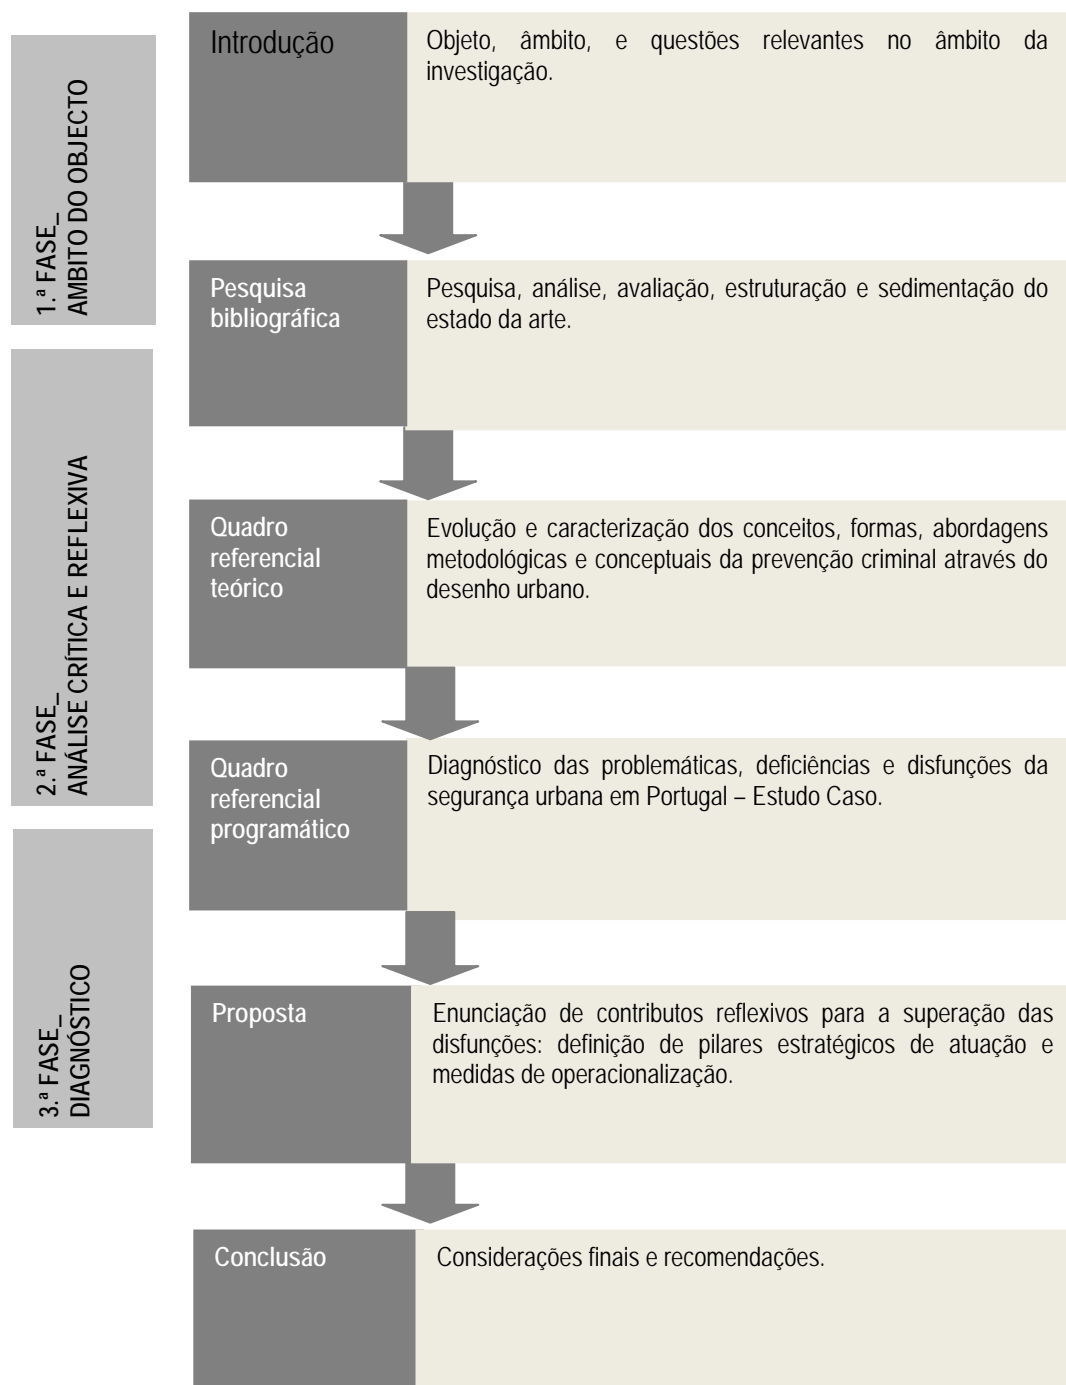 1.ª FASE_
AMBITO DO OBJECTO
Introdução
Objeto, âmbito, e questões relevantes no âmbito da
investigação.
Pesquisa
bibliográfica
Pesquisa, análise, avaliação, estruturação e sedimentação do
estado da arte.
2.ª FASE_
ANÁLISE CRÍTICA E REFLEXIVA
Quadro
referencial
teórico
Evolução e caracterização dos conceitos, formas, abordagens
metodológicas e conceptuais da prevenção criminal através do
desenho urbano.
Quadro
referencial
programático
Diagnóstico das problemáticas, deficiências e disfunções da
segurança urbana em Portugal – Estudo Caso.
3.ª FASE_
DIAGNÓSTICO
Proposta
Enunciação de contributos reflexivos para a superação das
disfunções: definição de pilares estratégicos de atuação e
medidas de operacionalização.
Conclusão
Considerações finais e recomendações.